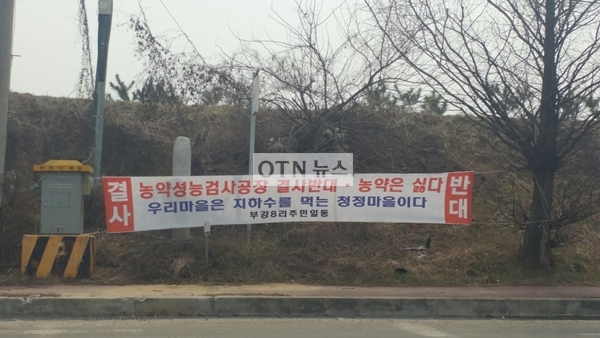 OTN 뉴스
결사
농약성능검사공장 결사반대 · 농약은 싫다
우리마을은 지하수를 먹는 청정마을이다
부강8리주민일동
반대